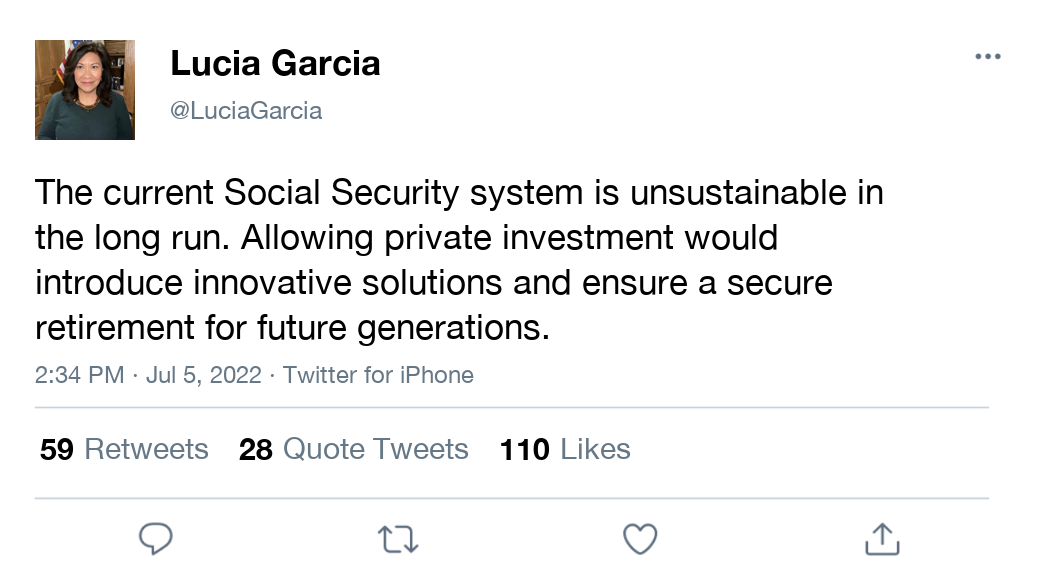 Lucia Garcia
@LuciaGarcia
The current Social Security system is unsustainable in
the long run. Allowing private investment would
introduce innovative solutions and ensure a secure
retirement for future generations.
2:34 PM · Jul 5, 2022 · Twitter for iPhone
59 Retweets 28 Quote Tweets 110 Likes